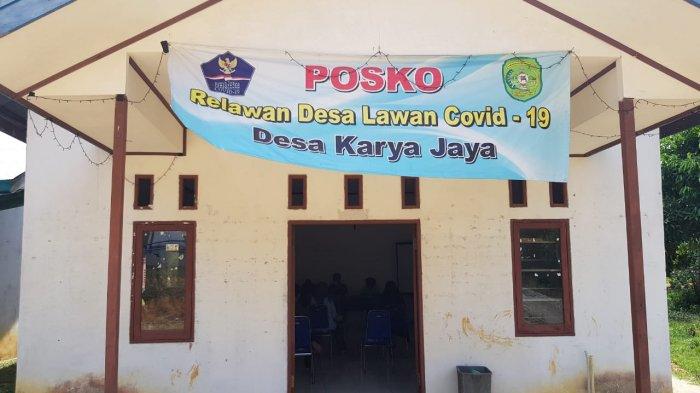 POSKO
Relawan Desa Lawan Covid - 19
Desa Karya Jaya